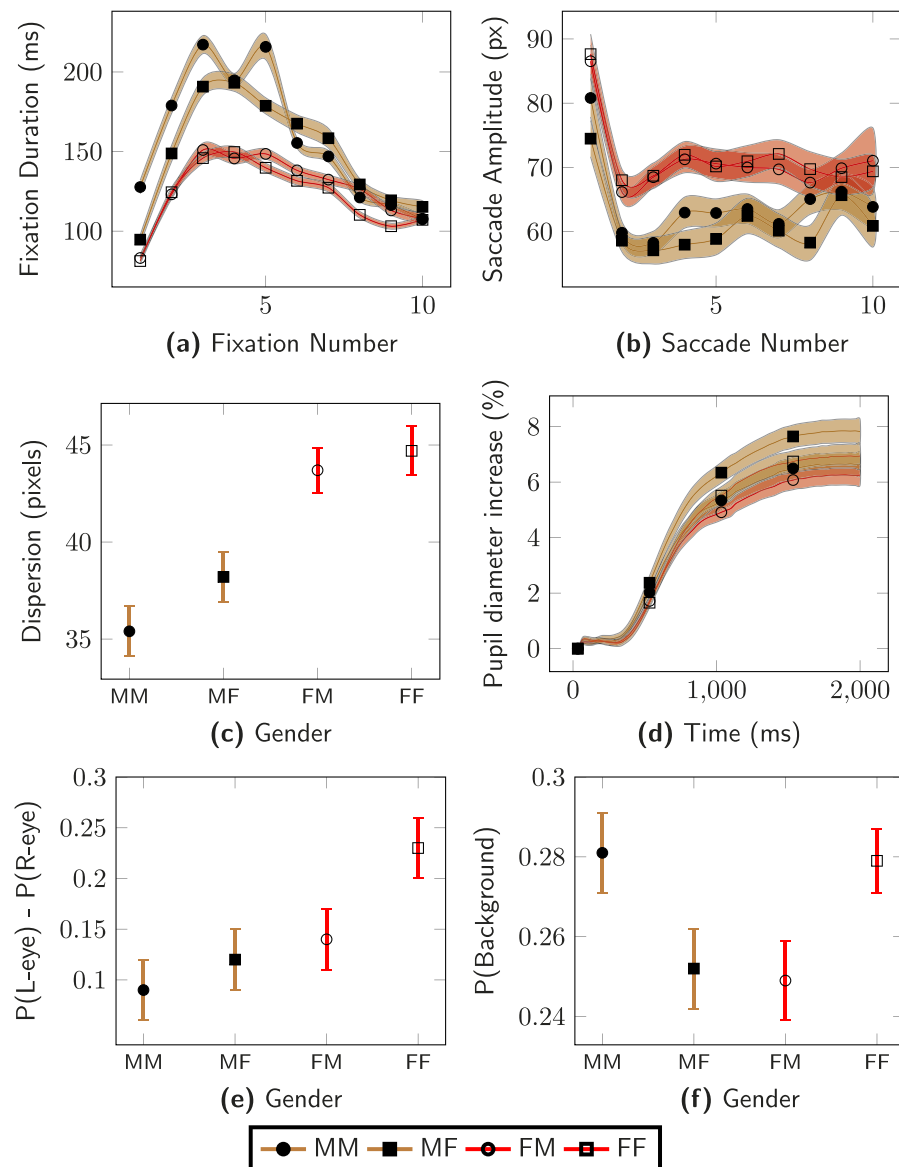 200
150
100
5
10
Fixation Duration (ms)
(a) Fixation Number
90
80
70
60
5
10
Saccade Amplitude (px)
(b) Saccade Number
45
40
35
MM MF FM FF
Dispersion (pixels)
(c) Gender
8
6
4
2
0
0 1,000 2,000
Pupil diameter increase (%)
(d) Time (ms)
0.3
0.25
0.2
0.15
0.1
MM MF FM FF
P(L-eye) - P(R-eye)
(e) Gender
0.3
0.28
0.26
0.24
MM MF FM FF
P(Background)
(f) Gender
MM MF FM FF